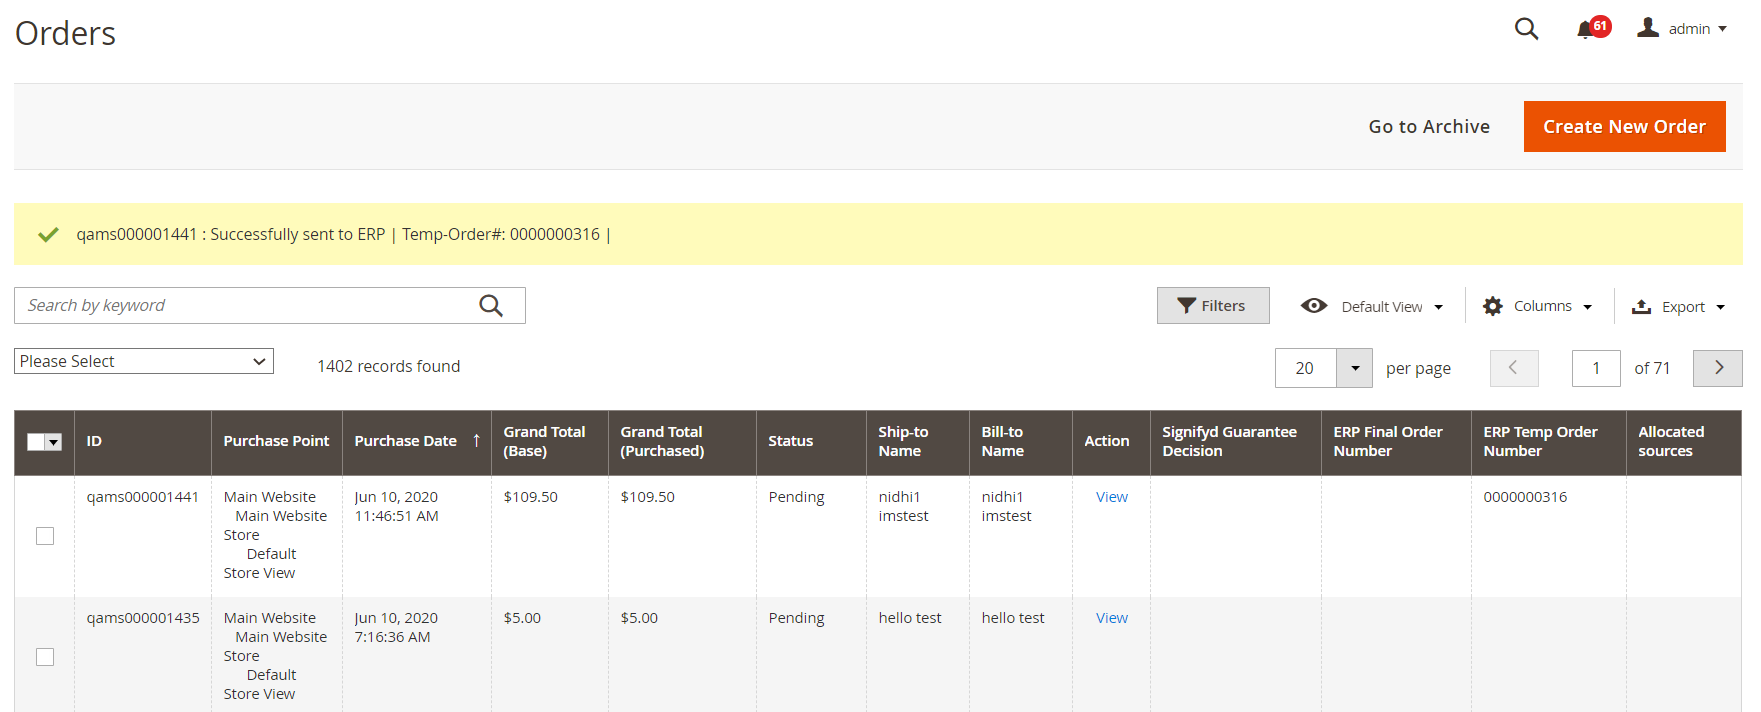 Orders
61
admin
Go to Archive
Create New Order
qams000001441 : Successfully sent to ERP | Temp-Order#: 0000000316 |
Search by keyword
Filters
Default View
Columns
Export
Please Select
1402 records found
20
per page
1
of 71
ID
Purchase Point
Purchase Date ↑
Grand Total
(Base)
Grand Total
(Purchased)
Status
Ship-to
Name
Bill-to
Name
Action
Signifyd Guarantee
Decision
ERP Final Order
Number
ERP Temp Order
Number
Allocated
sources
qams000001441
Main Website
Main Website
Store
Default
Store View
Jun 10, 2020
11:46:51 AM
$109.50
$109.50
Pending
nidhi1
imstest
nidhi1
imstest
View
0000000316
qams000001435
Main Website
Main Website
Store
Default
Store View
Jun 10, 2020
7:16:36 AM
$5.00
$5.00
Pending
hello test
hello test
View